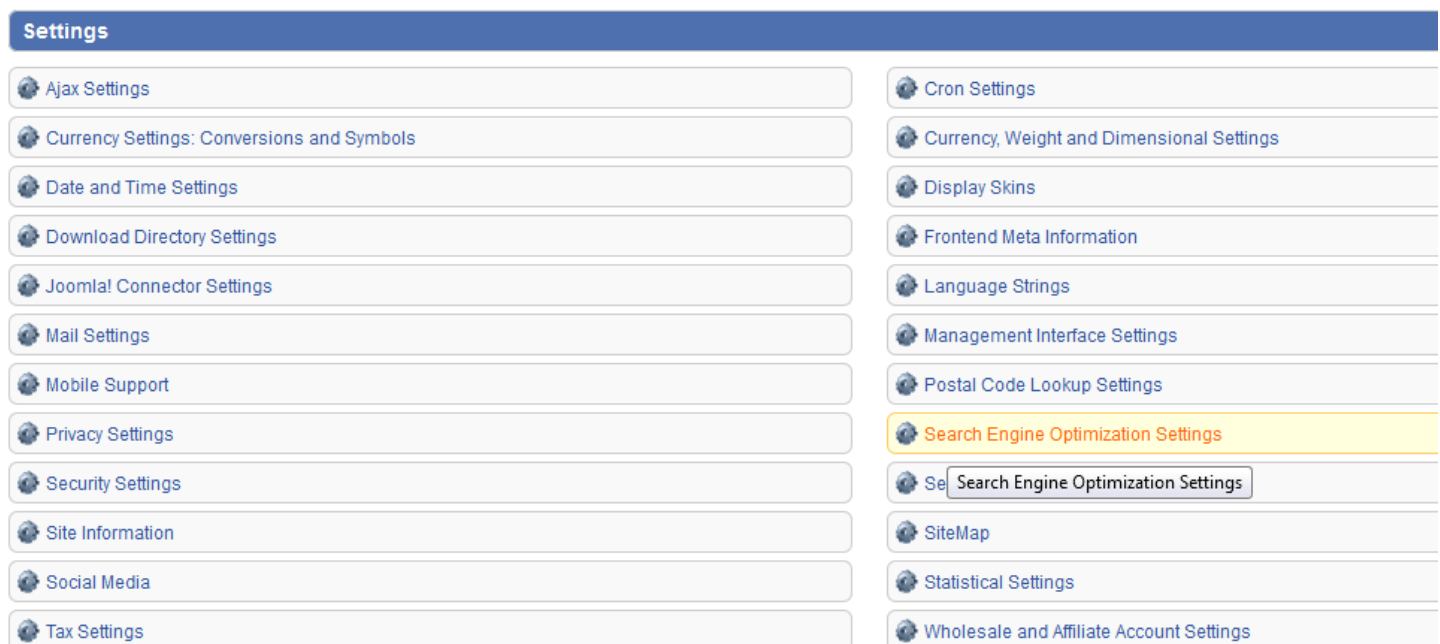 Settings
Ajax Settings
Cron Settings
Currency Settings: Conversions and Symbols
Currency, Weight and Dimensional Settings
Date and Time Settings
Display Skins
Download Directory Settings
Frontend Meta Information
Joomla! Connector Settings
Language Strings
Mail Settings
Management Interface Settings
Mobile Support
Postal Code Lookup Settings
Privacy Settings
Search Engine Optimization Settings
Security Settings
Search Engine Optimization Settings
Site Information
SiteMap
Social Media
Statistical Settings
Tax Settings
Wholesale and Affiliate Account Settings